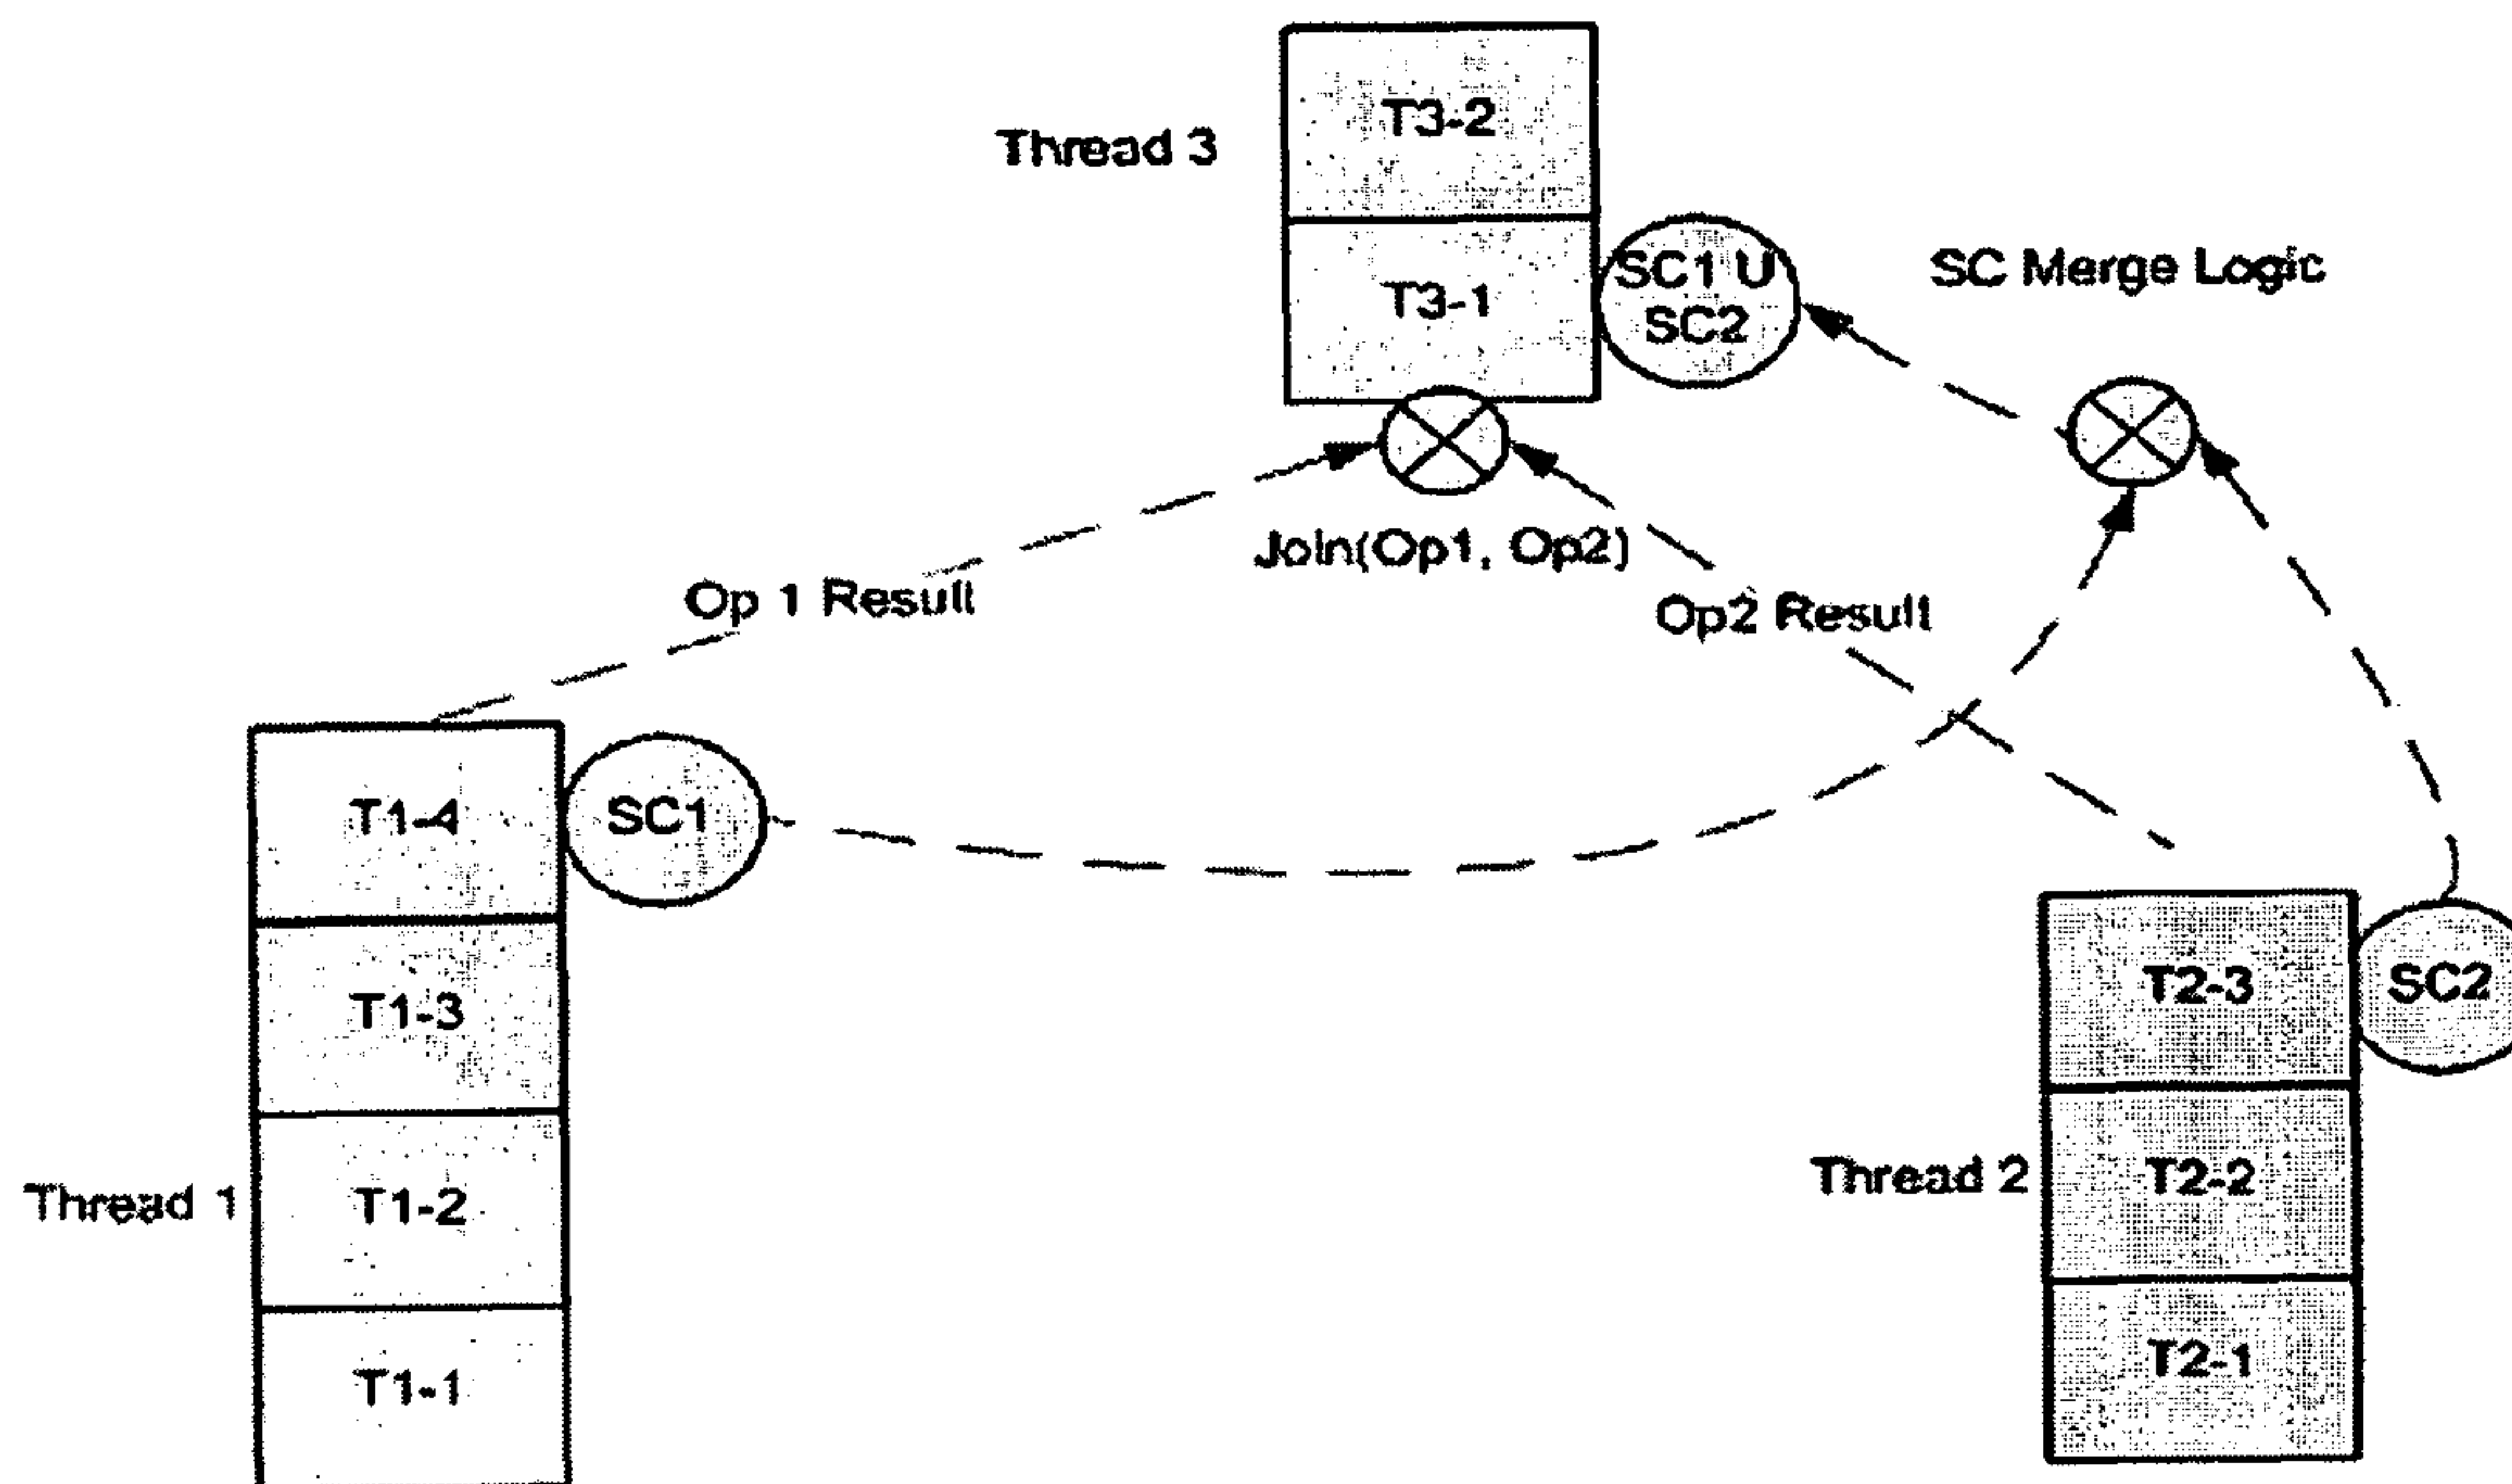 T3-2
Thread 3
SC1 U
SC2
T3-1
SC Merge Logic
Join(Op1, Op2)
Op 1 Result
Op2 Result
T1-4
SC1
T2-3
SC2
T1-3
Thread 1
T1-2
Thread 2
T2-2
T1-1
T2-1